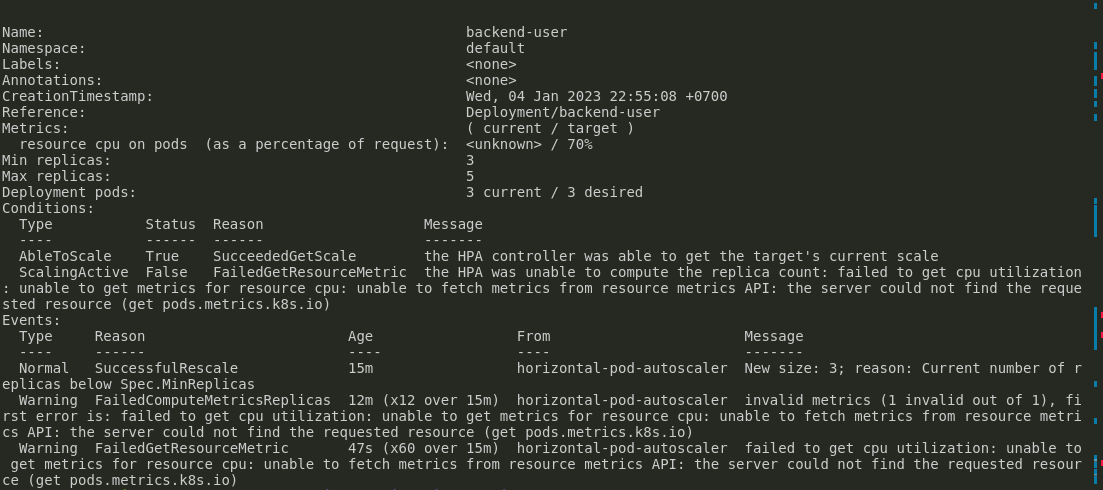 Name:                                                  backend-user
Namespace:                                             default
Labels:                                                <none>
Annotations:                                           <none>
CreationTimestamp:                                     Wed, 04 Jan 2023 22:55:08 +0700
Reference:                                             Deployment/backend-user
Metrics:                                               ( current / target )
  resource cpu on pods  (as a percentage of request):  <unknown> / 70%
Min replicas:                                          3
Max replicas:                                          5
Deployment pods:                                       3 current / 3 desired
Conditions:
  Type           Status  Reason                   Message
  ----           ------  ------                   -------
  AbleToScale    True    SucceededGetScale        the HPA controller was able to get the target's current scale
  ScalingActive  False   FailedGetResourceMetric  the HPA was unable to compute the replica count: failed to get cpu utilization
: unable to get metrics for resource cpu: unable to fetch metrics from resource metrics API: the server could not find the reque
sted resource (get pods.metrics.k8s.io)
Events:
  Type     Reason                        Age                 From                       Message
  ----     ------                        ----                ----                       -------
  Normal   SuccessfulRescale             15m                 horizontal-pod-autoscaler  New size: 3; reason: Current number of r
eplicas below Spec.MinReplicas
  Warning  FailedComputeMetricsReplicas  12m (x12 over 15m)  horizontal-pod-autoscaler  invalid metrics (1 invalid out of 1), fi
rst error is: failed to get cpu utilization: unable to get metrics for resource cpu: unable to fetch metrics from resource metri
cs API: the server could not find the requested resource (get pods.metrics.k8s.io)
  Warning  FailedGetResourceMetric       47s (x60 over 15m)  horizontal-pod-autoscaler  failed to get cpu utilization: unable to
 get metrics for resource cpu: unable to fetch metrics from resource metrics API: the server could not find the requested resour
ce (get pods.metrics.k8s.io)